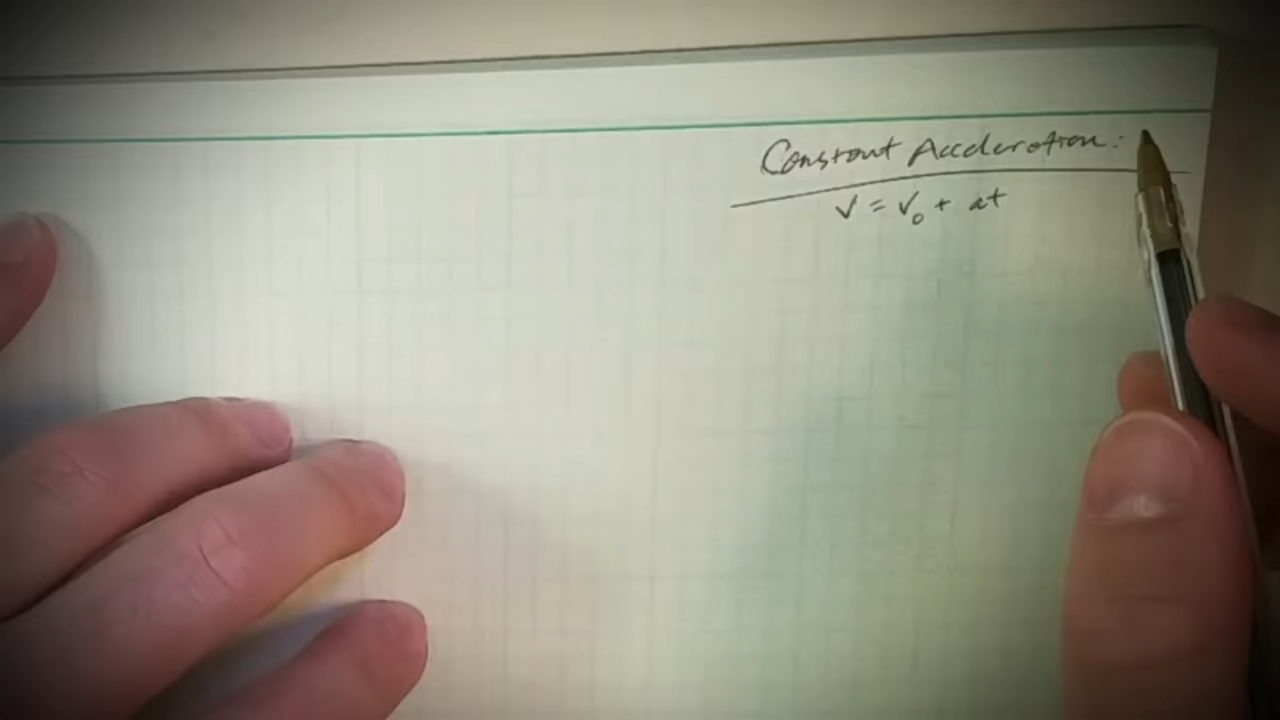 Constant Acceleration:
v = v₀ + at